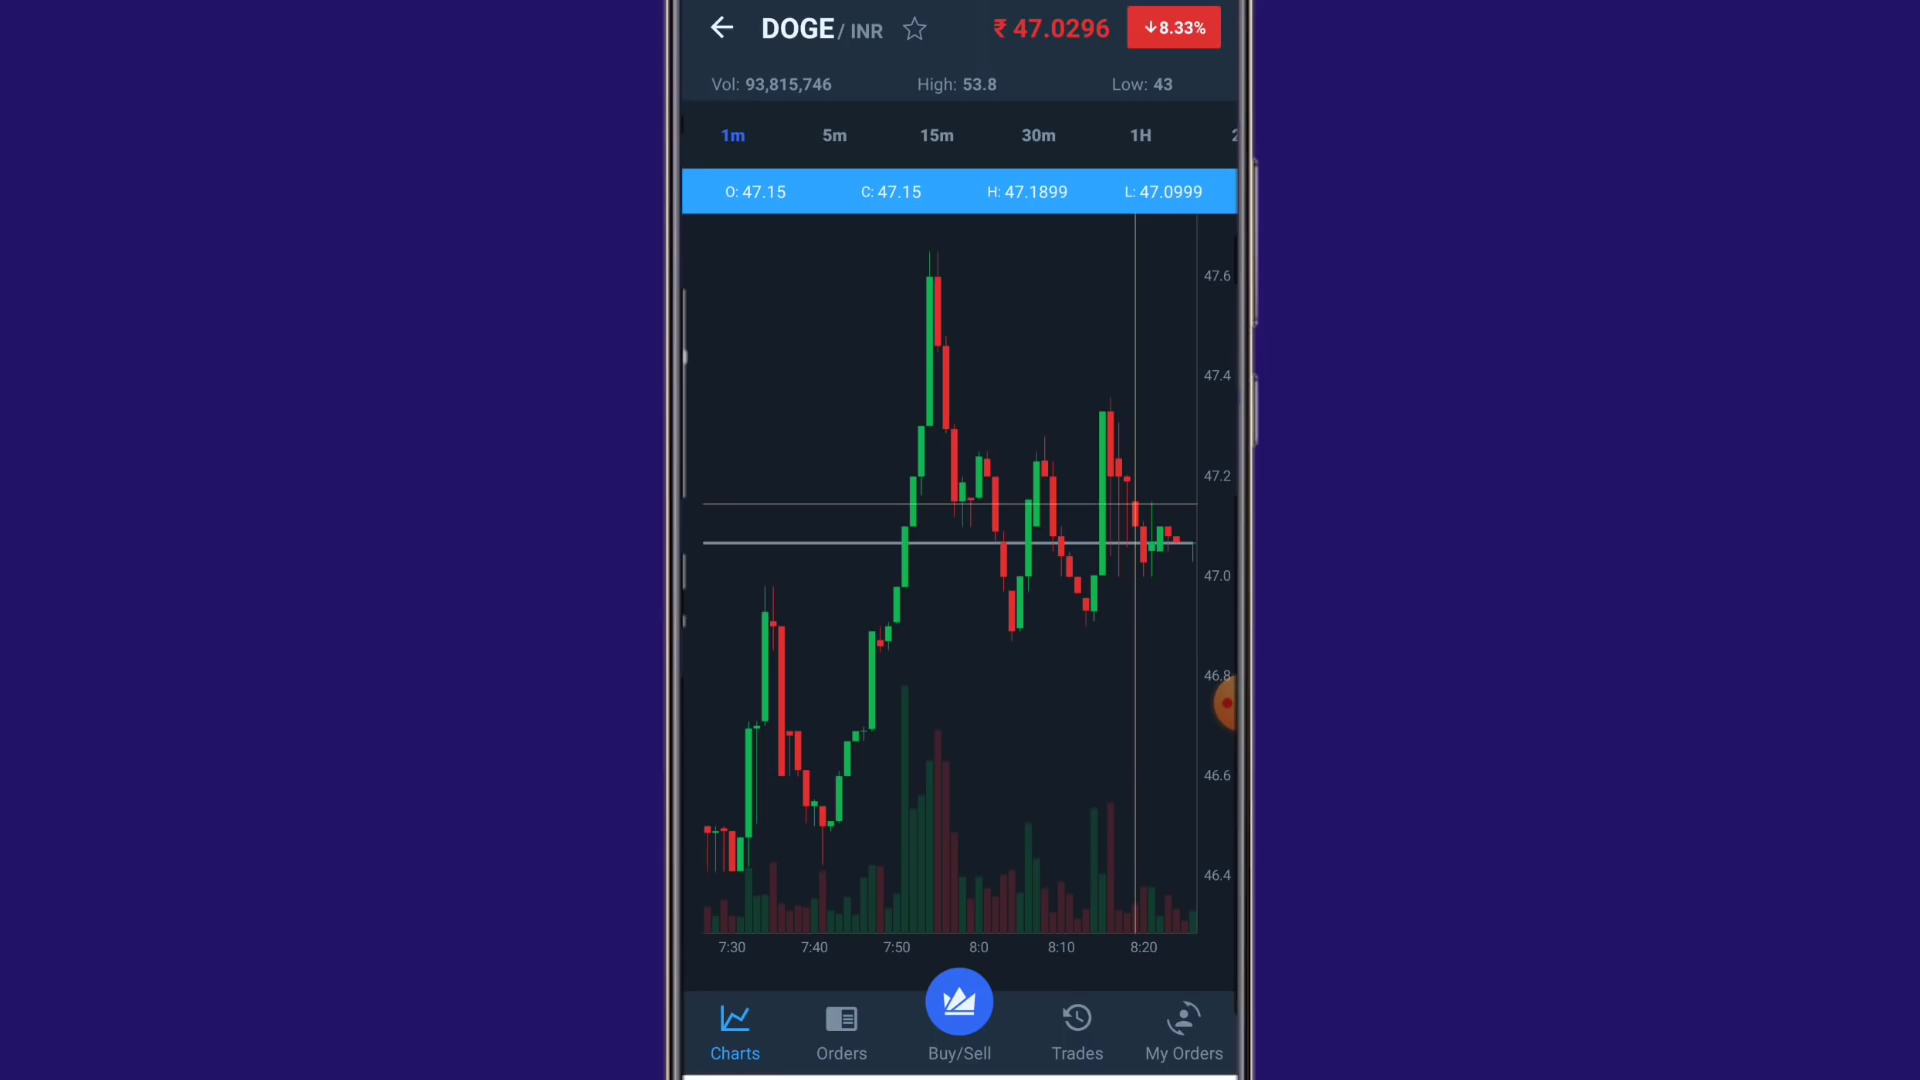 DOGE / INR ₹ 47.0296 ↓8.33%
Vol: 93,815,746 High: 53.8 Low: 43
1m 5m 15m 30m 1H 2
O: 47.15 C: 47.15 H: 47.1899 L: 47.0999
47.6
47.4
47.2
47.0
46.8
46.6
46.4
7:30 7:40 7:50 8:0 8:10 8:20
Charts Orders Buy/Sell Trades My Orders